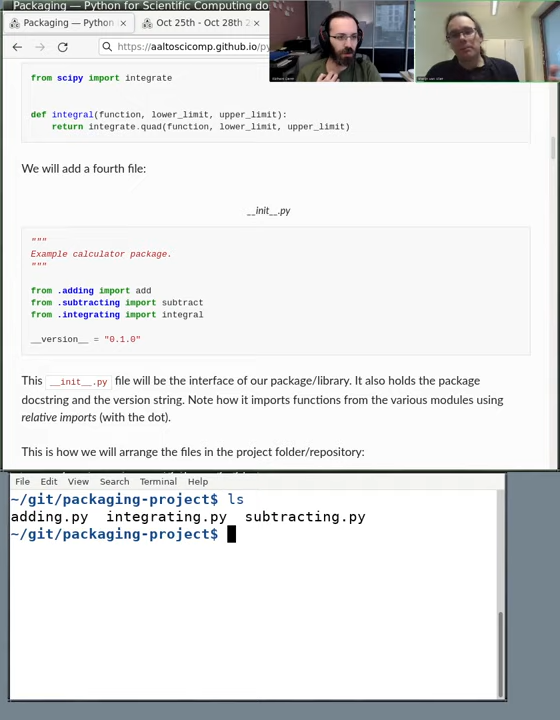 Packaging — Python for Scientific Computing do
Packaging — Python ×
Oct 25th - Oct 28th 2 ×
https://aaltoscicomp.github.io/py
from scipy import integrate
def integral(function, lower_limit, upper_limit):
return integrate.quad(function, lower_limit, upper_limit)
We will add a fourth file:
__init__.py
"""
Example calculator package.
"""
from .adding import add
from .subtracting import subtract
from .integrating import integral
__version__ = "0.1.0"
This __init__.py file will be the interface of our package/library. It also holds the package
docstring and the version string. Note how it imports functions from the various modules using
relative imports (with the dot).
This is how we will arrange the files in the project folder/repository:
File Edit View Search Terminal Help
~/git/packaging-project$ ls
adding.py integrating.py subtracting.py
~/git/packaging-project$